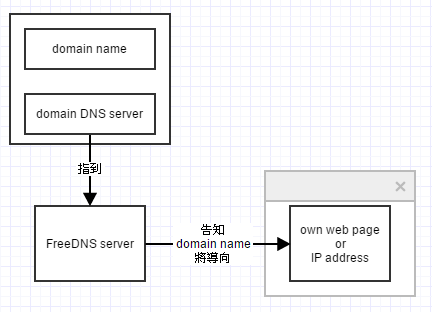 domain name
domain DNS server
指到
FreeDNS server
告知
domain name
將導向
own web page
or
IP address